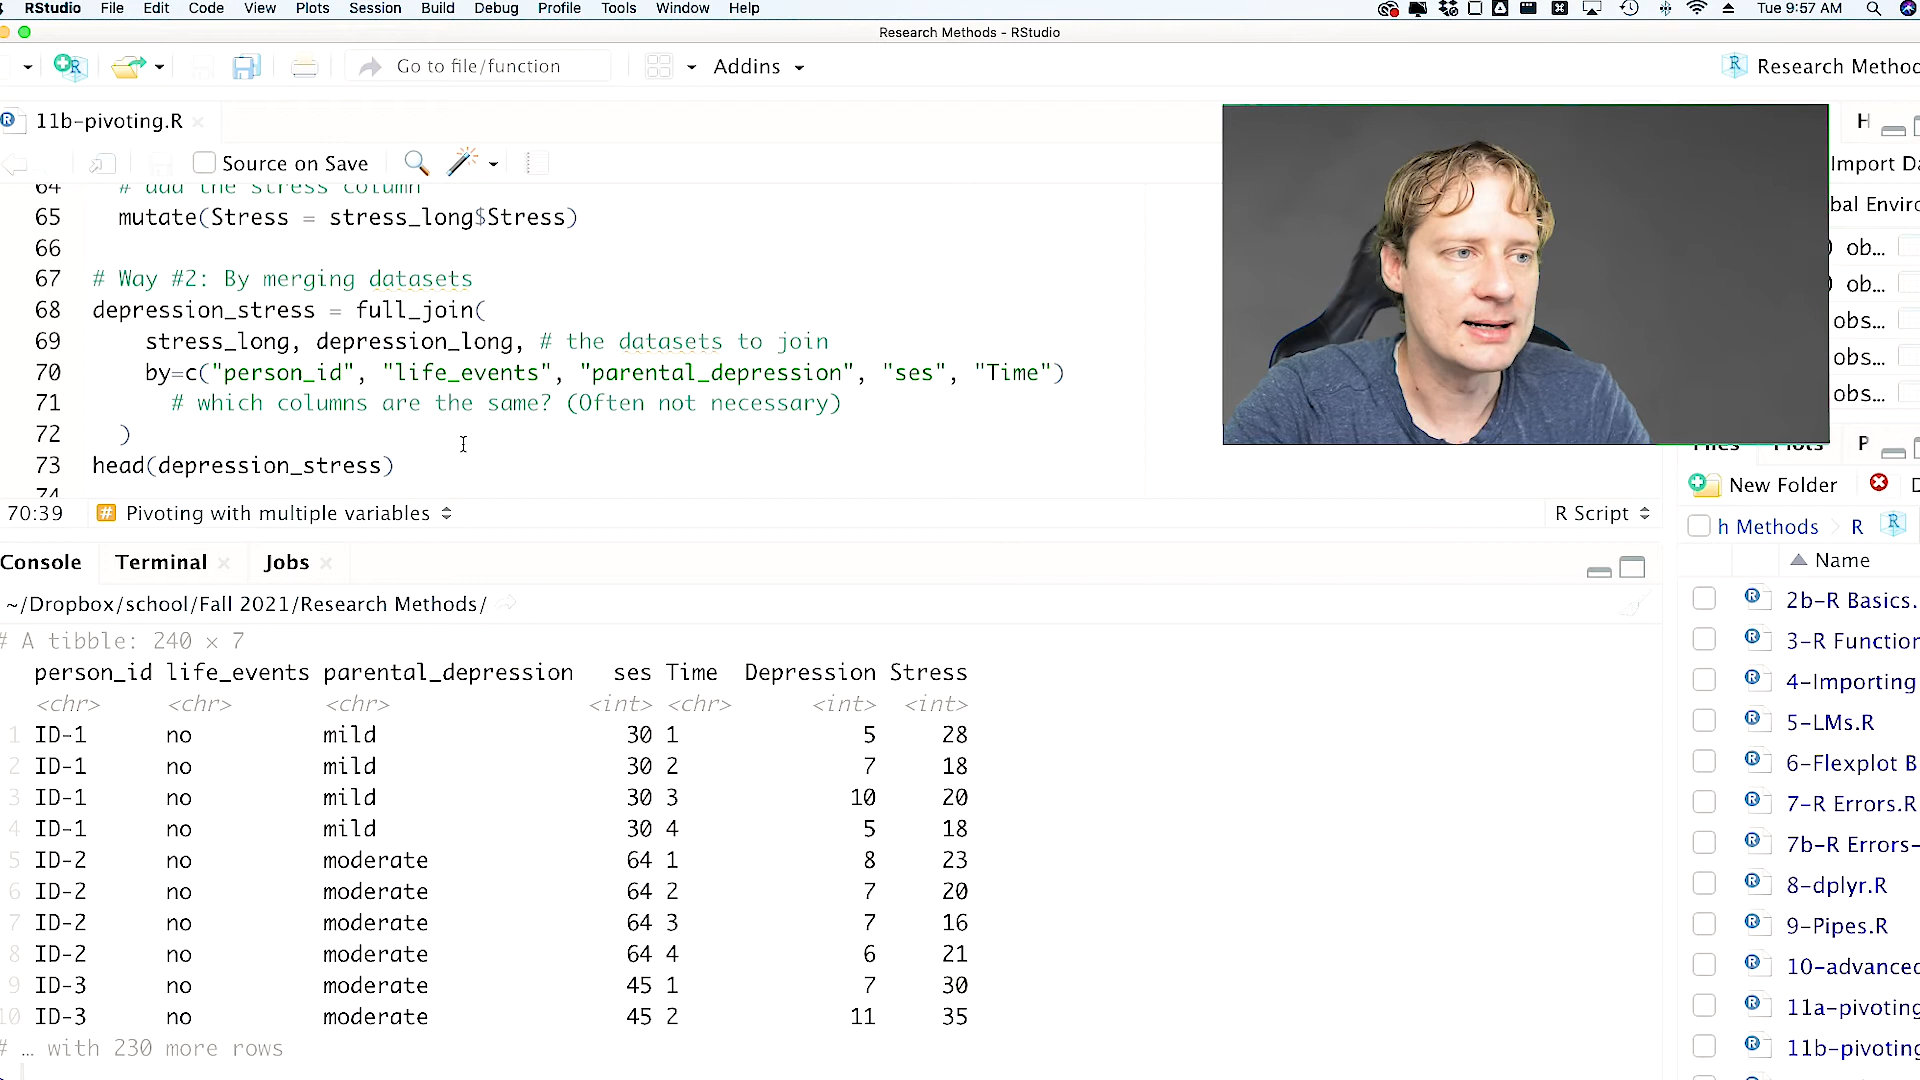 RStudio File Edit Code View Plots Session Build Debug Profile Tools Window Help Tue 9:57 AM
Research Methods - RStudio
Go to file/function Addins Research Methoc
11b-pivoting.R
Source on Save
64 # add the stress column
65 mutate(Stress = stress_long$Stress)
66
67 # Way #2: By merging datasets
68 depression_stress = full_join(
69 stress_long, depression_long, # the datasets to join
70 by=c("person_id", "life_events", "parental_depression", "ses", "Time")
71 # which columns are the same? (Often not necessary)
72 )
73 head(depression_stress)
74
70:39 # Pivoting with multiple variables R Script
Console Terminal Jobs
~/Dropbox/school/Fall 2021/Research Methods/
# A tibble: 240 × 7
person_id life_events parental_depression ses Time Depression Stress
<chr> <chr> <chr> <int> <chr> <int> <int>
1 ID-1 no mild 30 1 5 28
2 ID-1 no mild 30 2 7 18
3 ID-1 no mild 30 3 10 20
4 ID-1 no mild 30 4 5 18
5 ID-2 no moderate 64 1 8 23
6 ID-2 no moderate 64 2 7 20
7 ID-2 no moderate 64 3 7 16
8 ID-2 no moderate 64 4 6 21
9 ID-3 no moderate 45 1 7 30
10 ID-3 no moderate 45 2 11 35
# … with 230 more rows
H
Import Da
bal Enviro
ob...
ob...
obs...
obs...
obs...
Files Plots P
New Folder D
h Methods R
Name
2b-R Basics.
3-R Function
4-Importing
5-LMs.R
6-Flexplot B
7-R Errors.R
7b-R Errors-
8-dplyr.R
9-Pipes.R
10-advanced
11a-pivoting
11b-pivoting